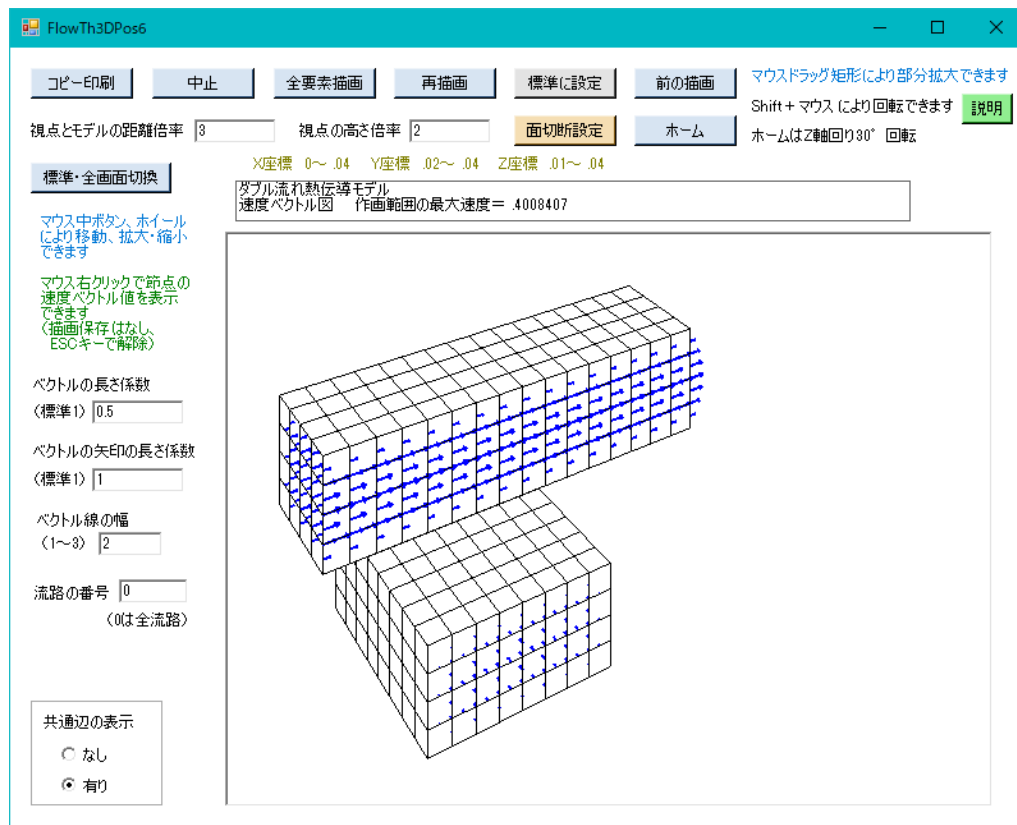 FlowTh3DPos6
コピー印刷
中止
全要素描画
再描画
標準に設定
前の描画
マウスドラッグ矩形により部分拡大できます
Shift + マウス により回転できます
説明
視点とモデルの距離倍率 3
視点の高さ倍率 2
面切断設定
ホーム
ホームはZ軸回り30° 回転
標準・全画面切換
X座標 0～ .04 Y座標 .02～ .04 Z座標 .01～ .04
ダブル流れ熱伝導モデル
速度ベクトル図 作画範囲の最大速度＝ .4008407
マウス中ボタン、ホイール
により移動、拡大・縮小
できます
マウス右クリックで節点の
速度ベクトル値を表示
できます
（描画保存はなし、
ESCキーで解除）
ベクトルの長さ係数
（標準1） 0.5
ベクトルの矢印の長さ係数
（標準1） 1
ベクトル線の幅
（1～3） 2
流路の番号 0
（0は全流路）
共通辺の表示
なし
有り